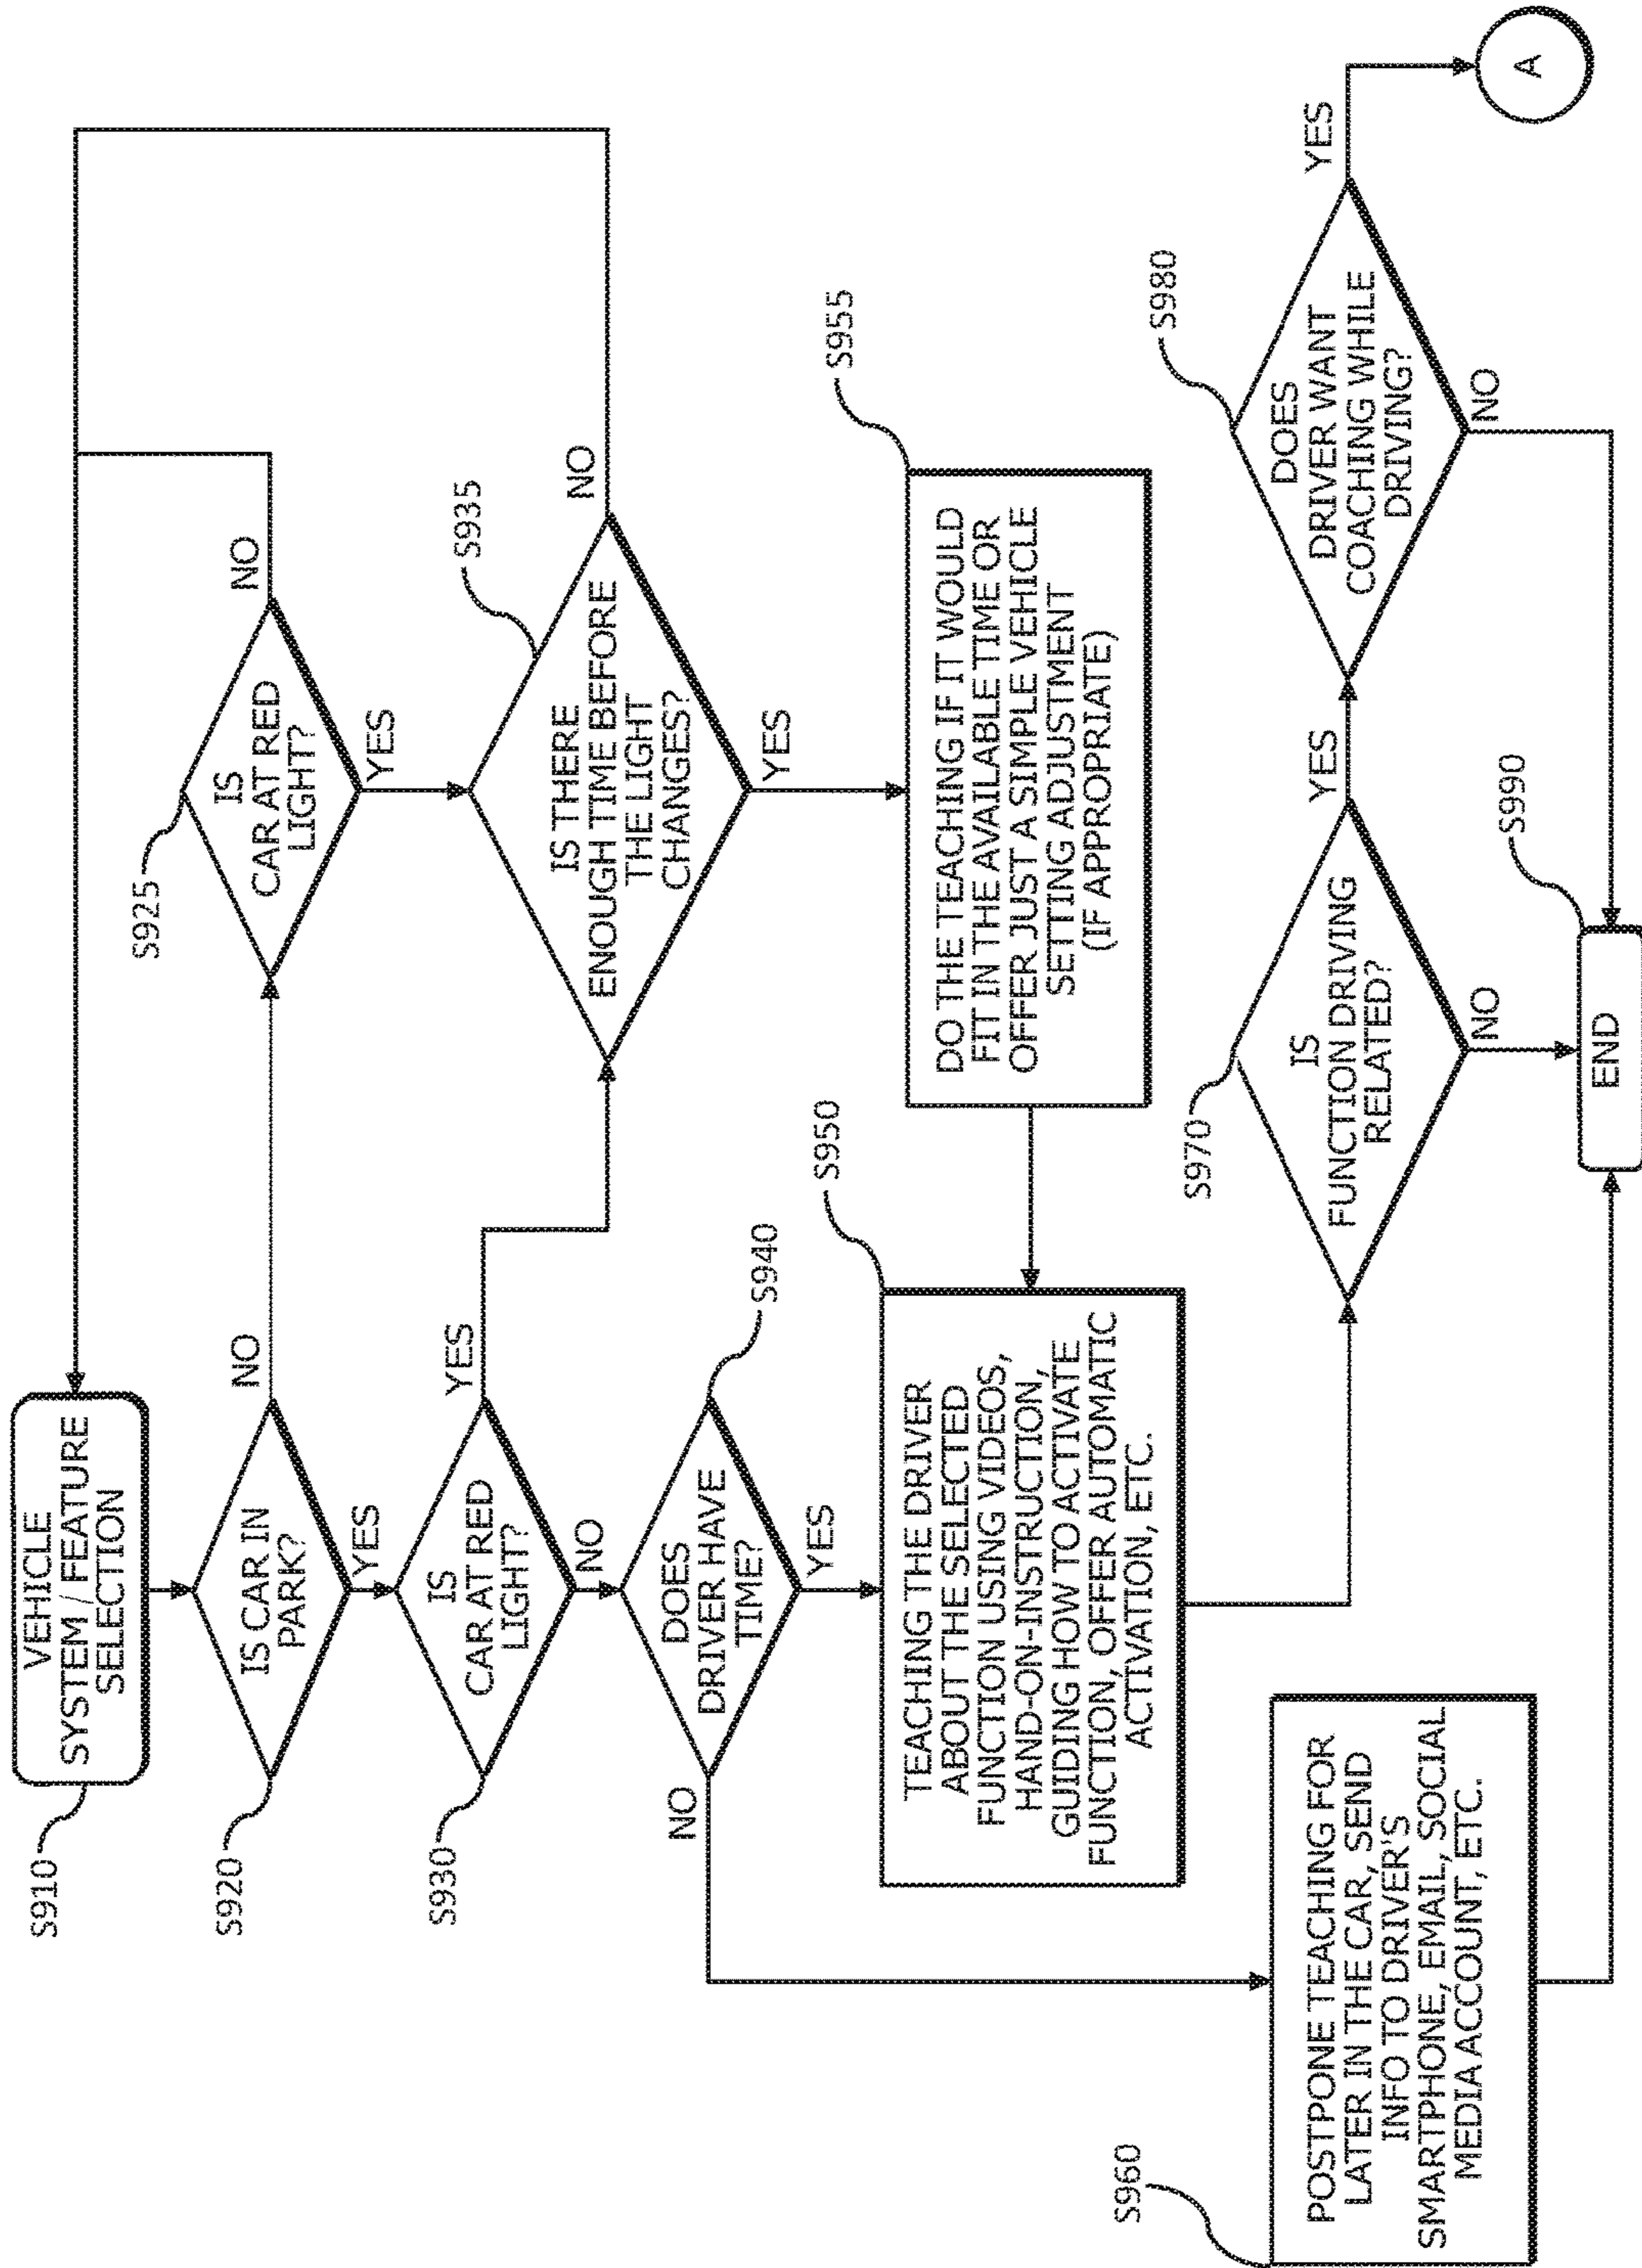 VEHICLE
SYSTEM / FEATURE
SELECTION
S910
IS CAR IN
PARK?
S920
NO
YES
IS
CAR AT RED
LIGHT?
S925
NO
YES
IS
CAR AT RED
LIGHT?
S930
YES
NO
IS THERE
ENOUGH TIME BEFORE
THE LIGHT
CHANGES?
S935
NO
YES
DOES
DRIVER HAVE
TIME?
S940
NO
YES
TEACHING THE DRIVER
ABOUT THE SELECTED
FUNCTION USING VIDEOS,
HAND-ON-INSTRUCTION,
GUIDING HOW TO ACTIVATE
FUNCTION, OFFER AUTOMATIC
ACTIVATION, ETC.
S950
DO THE TEACHING IF IT WOULD
FIT IN THE AVAILABLE TIME OR
OFFER JUST A SIMPLE VEHICLE
SETTING ADJUSTMENT
(IF APPROPRIATE)
S955
POSTPONE TEACHING FOR
LATER IN THE CAR, SEND
INFO TO DRIVER'S
SMARTPHONE, EMAIL, SOCIAL
MEDIA ACCOUNT, ETC.
S960
IS
FUNCTION DRIVING
RELATED?
S970
YES
NO
DOES
DRIVER WANT
COACHING WHILE
DRIVING?
S980
YES
NO
A
END
S990